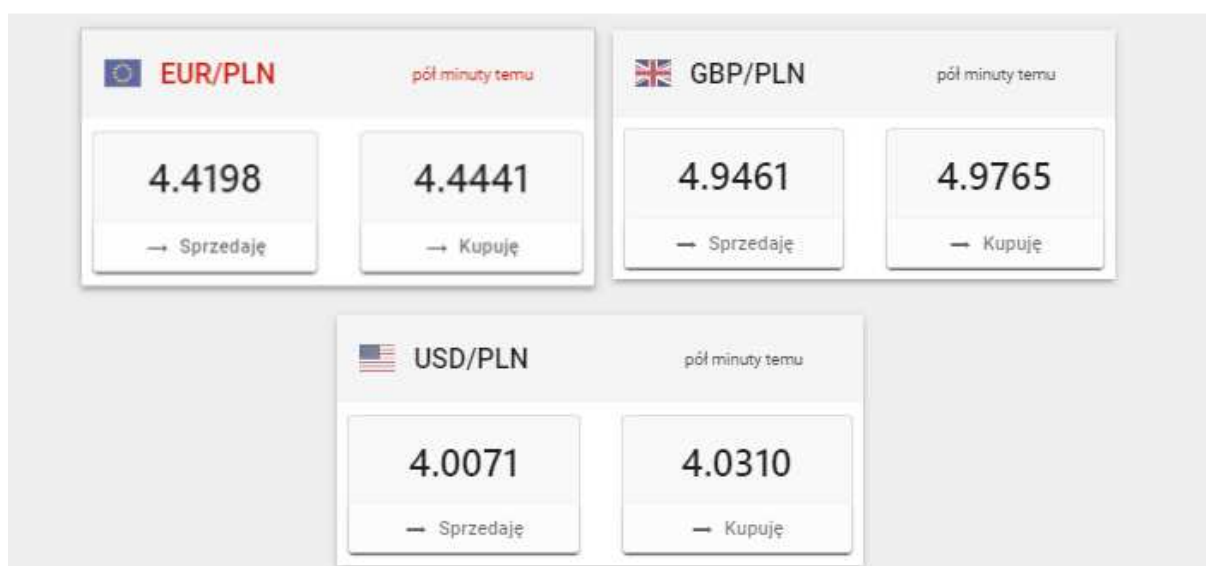 EUR/PLN pół minuty temu
4.4198 4.4441
→ Sprzedaję → Kupuję
GBP/PLN pół minuty temu
4.9461 4.9765
→ Sprzedaję → Kupuję
USD/PLN pół minuty temu
4.0071 4.0310
→ Sprzedaję → Kupuję